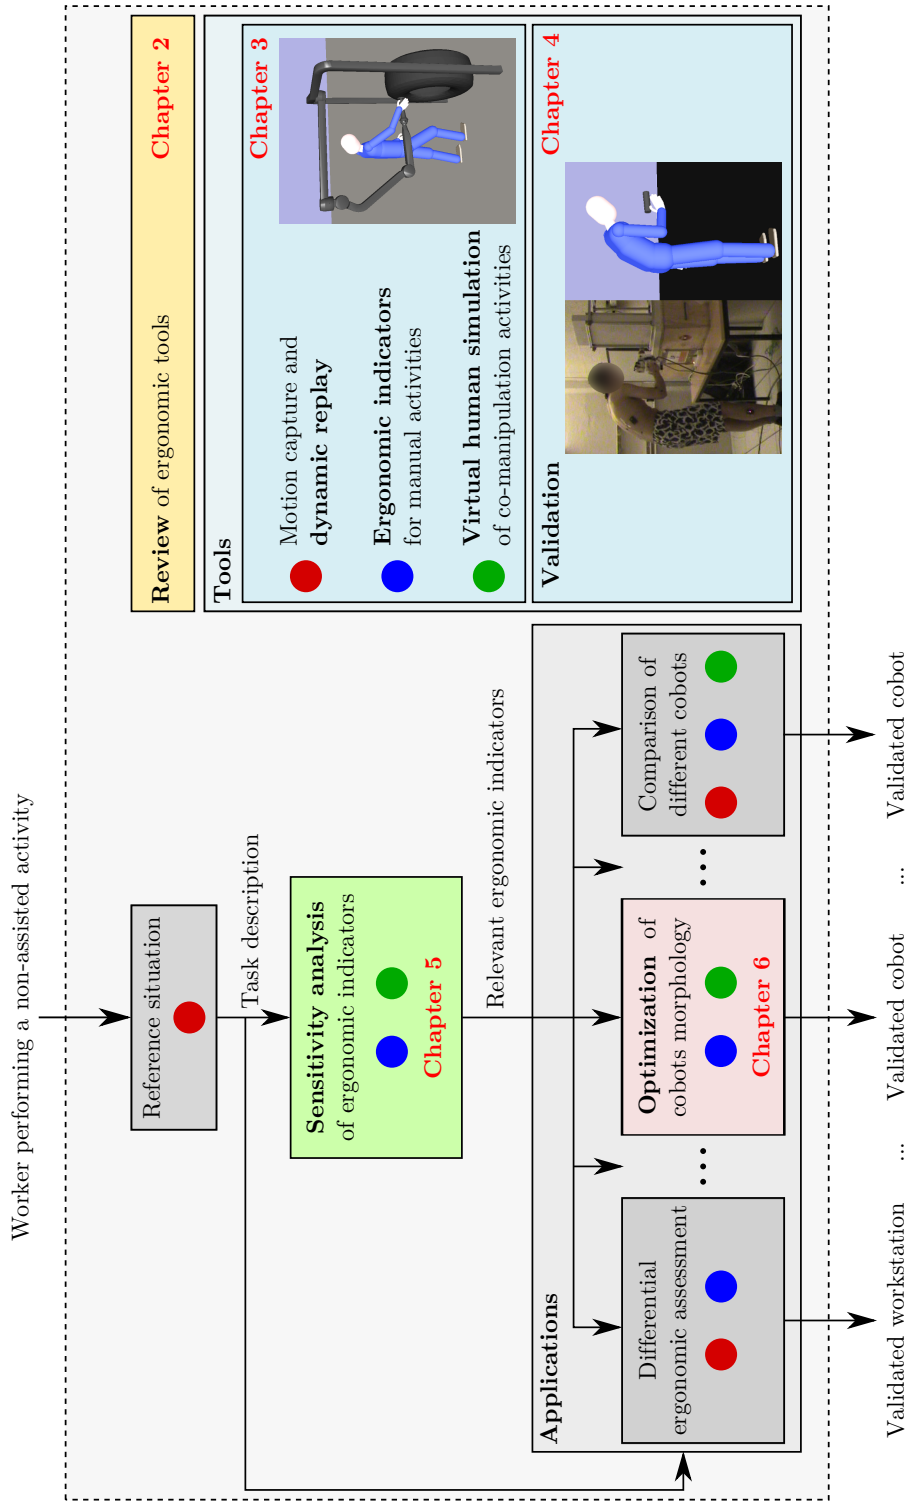 Worker performing a non-assisted activity
Reference situation
Task description
Sensitivity analysis
of ergonomic indicators
Chapter 5
Relevant ergonomic indicators
Applications
Differential
ergonomic assessment
...
Optimization of
cobots morphology
Chapter 6
...
Comparison of
different cobots
Validated workstation
...
Validated cobot
...
Validated cobot
Review of ergonomic tools
Chapter 2
Tools
Chapter 3
Motion capture and
dynamic replay
Ergonomic indicators
for manual activities
Virtual human simulation
of co-manipulation activities
Validation
Chapter 4